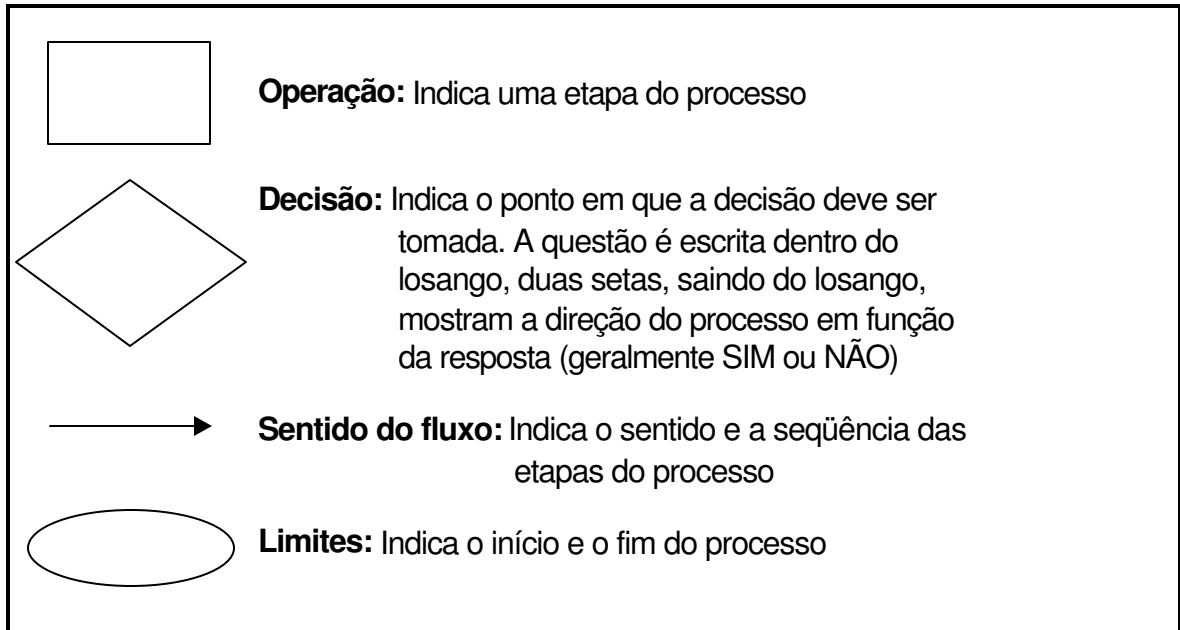 Operação: Indica uma etapa do processo
Decisão: Indica o ponto em que a decisão deve ser
tomada. A questão é escrita dentro do
losango, duas setas, saindo do losango,
mostram a direção do processo em função
da resposta (geralmente SIM ou NÃO)
Sentido do fluxo: Indica o sentido e a seqüência das
etapas do processo
Limites: Indica o início e o fim do processo